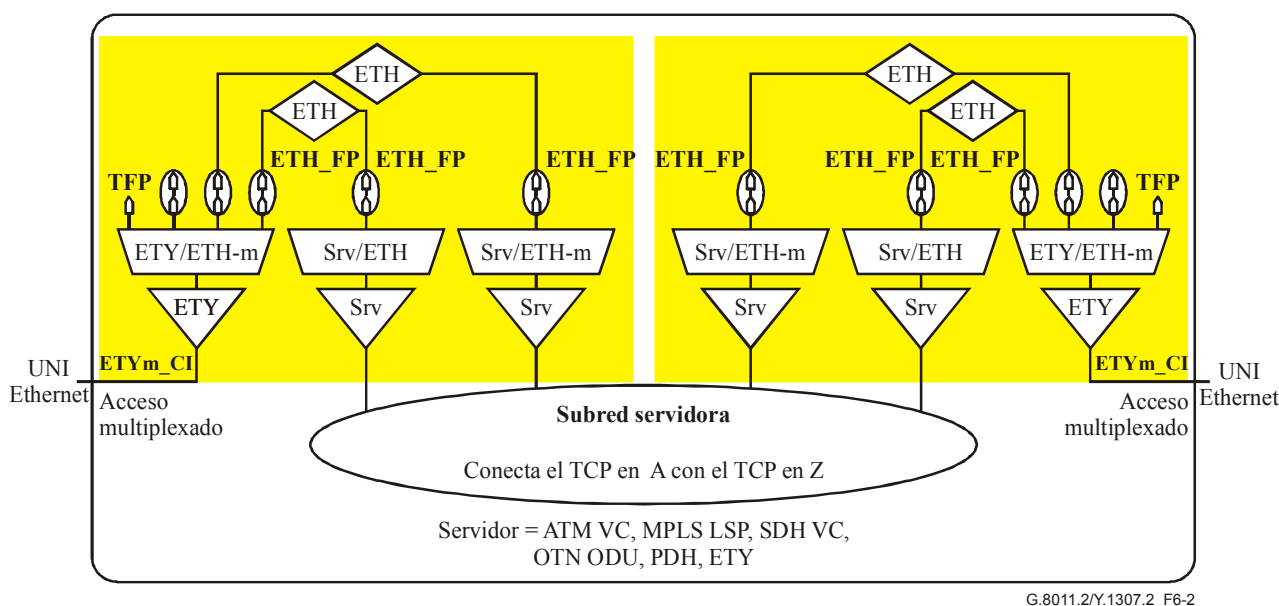 ETH
ETH
ETH
ETH
ETH_FP ETH_FP ETH_FP
ETH_FP ETH_FP ETH_FP
TFP
TFP
ETY/ETH-m
Srv/ETH
Srv/ETH-m
Srv/ETH-m
Srv/ETH
ETY/ETH-m
ETY
Srv
Srv
Srv
Srv
ETY
ETYm_CI
ETYm_CI
UNI
Ethernet
UNI
Ethernet
Acceso
multiplexado
Acceso
multiplexado
Subred servidora
Conecta el TCP en A con el TCP en Z
Servidor = ATM VC, MPLS LSP, SDH VC,
OTN ODU, PDH, ETY
G.8011.2/Y.1307.2_F6-2